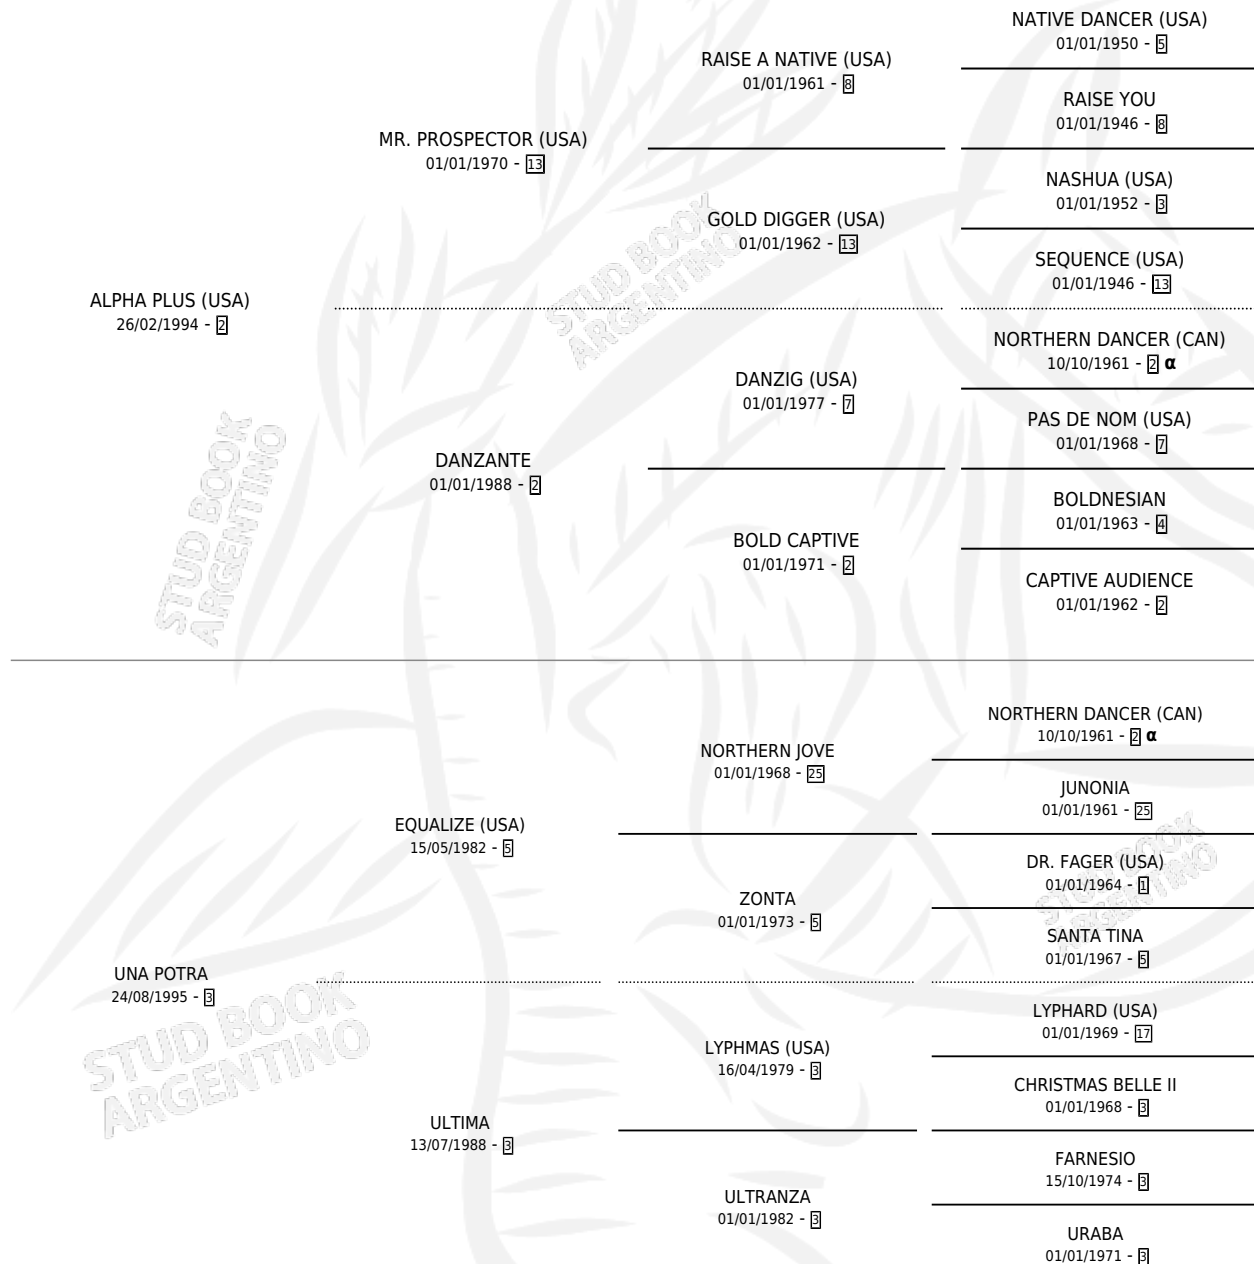 NATIVE DANCER (USA)
01/01/1950 - 5
RAISE A NATIVE (USA)
01/01/1961 - 8
RAISE YOU
01/01/1946 - 8
MR. PROSPECTOR (USA)
01/01/1970 - 13
NASHUA (USA)
01/01/1952 - 3
GOLD DIGGER (USA)
01/01/1962 - 13
SEQUENCE (USA)
01/01/1946 - 13
ALPHA PLUS (USA)
26/02/1994 - 2
NORTHERN DANCER (CAN)
10/10/1961 - 2 α
DANZIG (USA)
01/01/1977 - 7
PAS DE NOM (USA)
01/01/1968 - 7
DANZANTE
01/01/1988 - 2
BOLDNESIAN
01/01/1963 - 4
BOLD CAPTIVE
01/01/1971 - 2
CAPTIVE AUDIENCE
01/01/1962 - 2
NORTHERN DANCER (CAN)
10/10/1961 - 2 α
NORTHERN JOVE
01/01/1968 - 25
JUNONIA
01/01/1961 - 25
EQUALIZE (USA)
15/05/1982 - 5
DR. FAGER (USA)
01/01/1964 - 1
ZONTA
01/01/1973 - 5
SANTA TINA
01/01/1967 - 5
UNA POTRA
24/08/1995 - 3
LYPHARD (USA)
01/01/1969 - 17
LYPHMAS (USA)
16/04/1979 - 3
CHRISTMAS BELLE II
01/01/1968 - 3
ULTIMA
13/07/1988 - 3
FARNESIO
15/10/1974 - 3
ULTRANZA
01/01/1982 - 3
URABA
01/01/1971 - 3
STUD BOOK
ARGENTINO
STUD BOOK
ARGENTINO
STUD BOOK
ARGENTINO
STUD BOOK
ARGENTINO